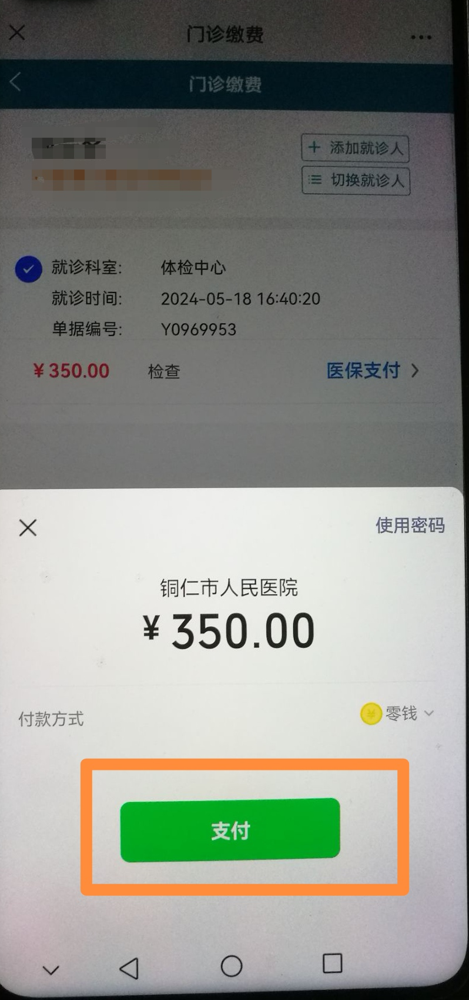 门诊缴费
门诊缴费
添加就诊人
切换就诊人
就诊科室: 体检中心
就诊时间: 2024-05-18 16:40:20
单据编号: Y0969953
¥350.00 检查 医保支付
使用密码
铜仁市人民医院
¥350.00
付款方式 ¥ 零钱
支付